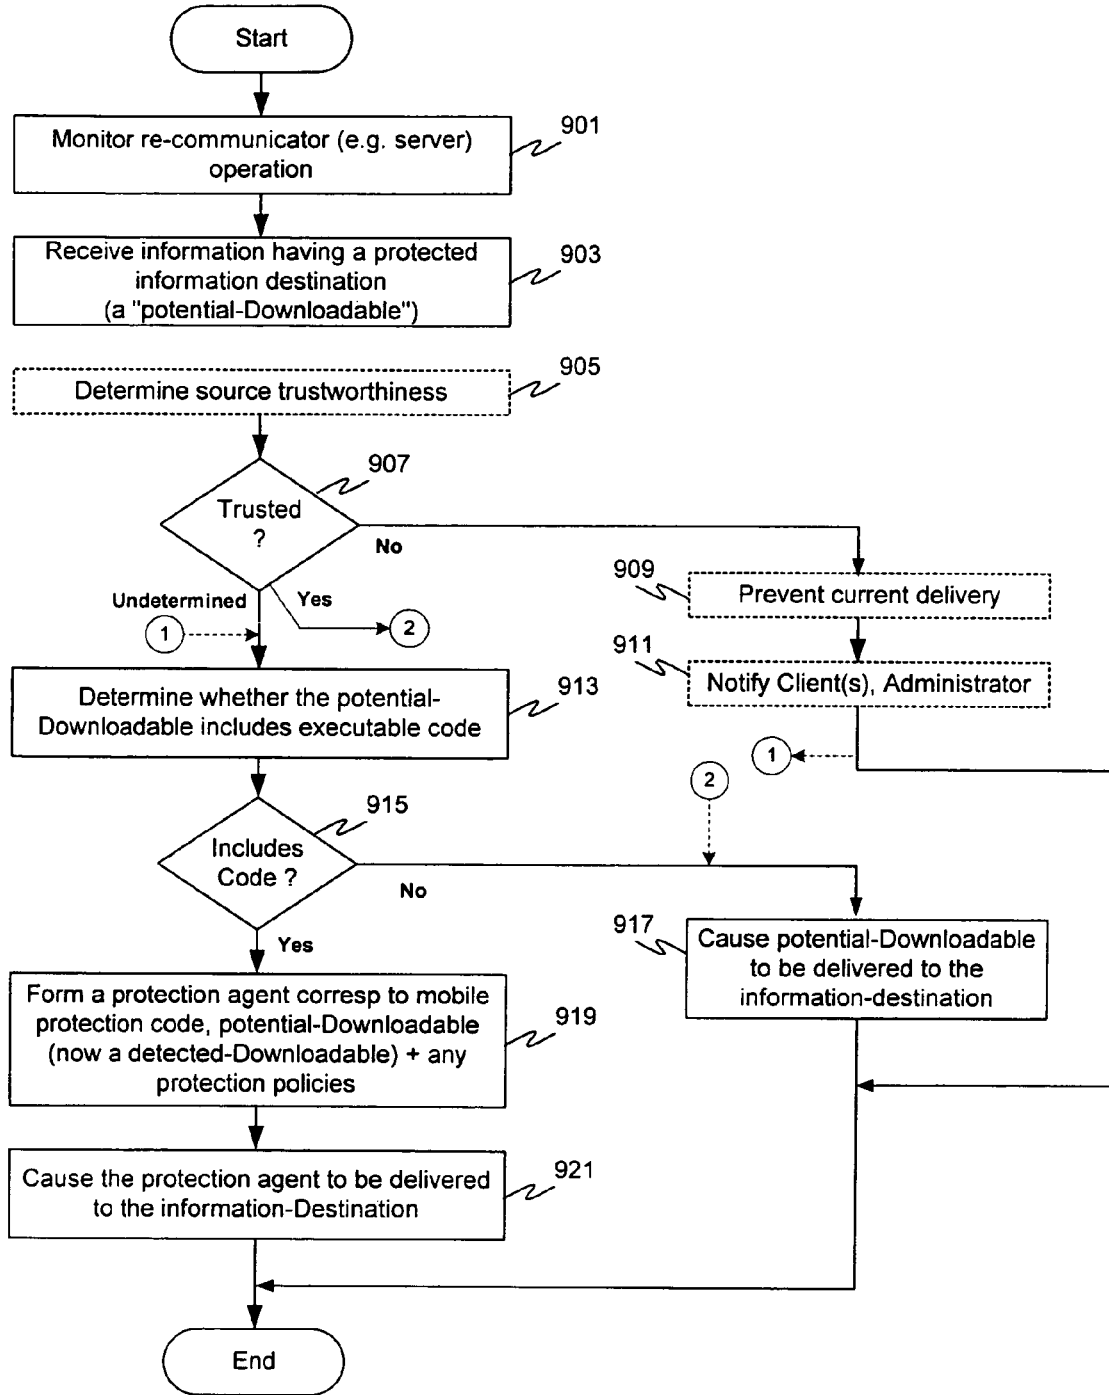 Start
Monitor re-communicator (e.g. server)
operation
901
Receive information having a protected
information destination
(a "potential-Downloadable")
903
Determine source trustworthiness
905
907
Trusted
?
No
Undetermined
Yes
1
2
909
Prevent current delivery
911
Notify Client(s), Administrator
Determine whether the potential-
Downloadable includes executable code
913
1
2
915
Includes
Code ?
No
Yes
917
Cause potential-Downloadable
to be delivered to the
information-destination
Form a protection agent corresp to mobile
protection code, potential-Downloadable
(now a detected-Downloadable) + any
protection policies
919
Cause the protection agent to be delivered
to the information-Destination
921
End